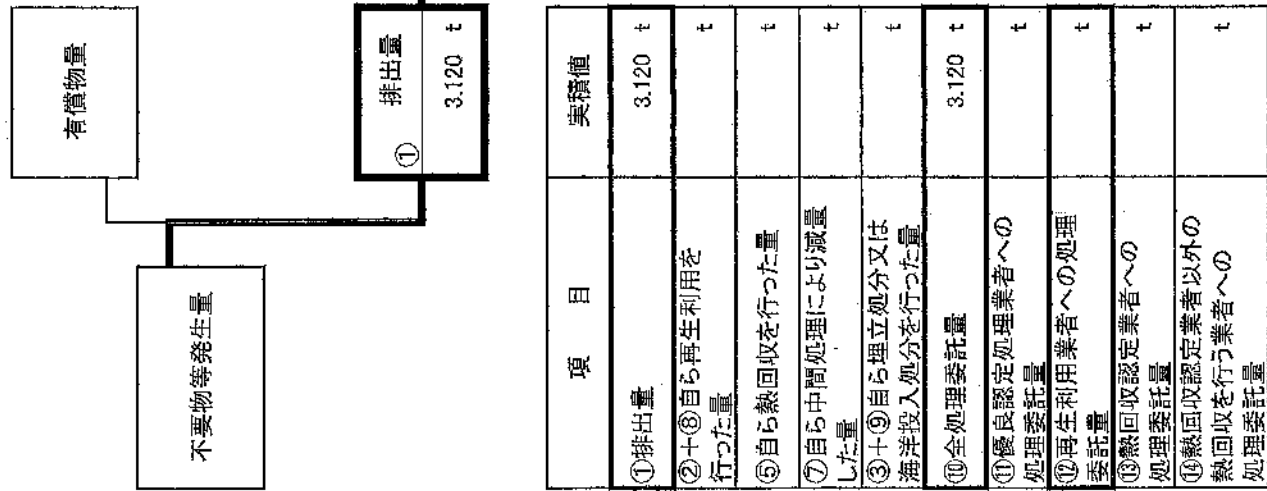 不要物等発生量
有償物量
①
排出量
3.120 t
項目
実績値
①排出量
3.120 t
②+⑧自ら再生利用を
行った量
t
⑤自ら熱回収を行った量
t
⑦自ら中間処理により減量
した量
t
③+⑨自ら埋立処分又は
海洋投入処分を行った量
t
⑩全処理委託量
3.120 t
⑪優良認定処理業者への
処理委託量
t
⑫再生利用業者への処理
委託量
t
⑬熱回収認定業者への
処理委託量
t
⑭熱回収認定業者以外の
熱回収を行う業者への
処理委託量
t